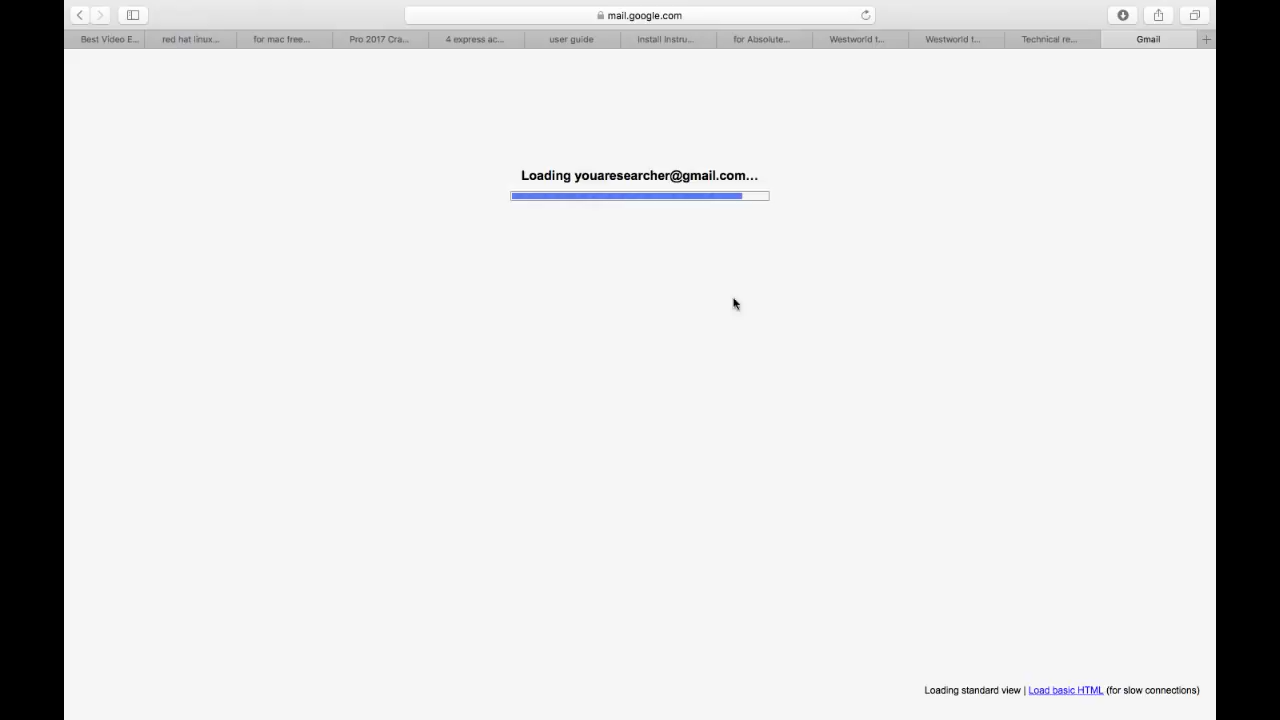 mail.google.com
Best Video E...
red hat linux...
for mac free...
Pro 2017 Cra...
4 express ac...
user guide
Install Instru...
for Absolute...
Westworld t...
Westworld t...
Technical re...
Gmail
Loading youaresearcher@gmail.com...
Loading standard view | Load basic HTML (for slow connections)